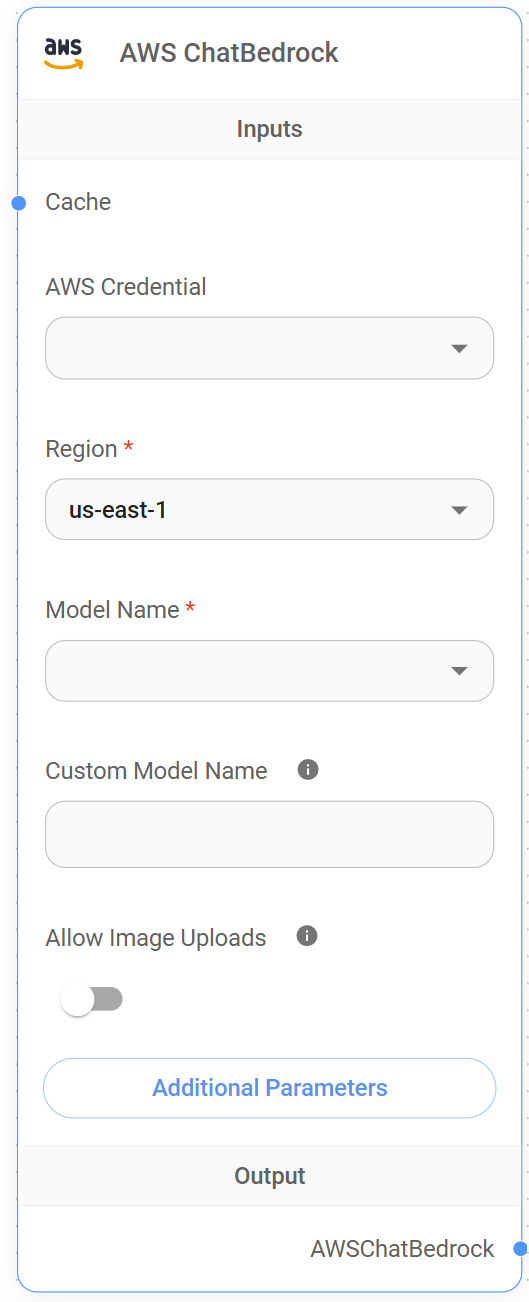 aws AWS ChatBedrock
Inputs
Cache
AWS Credential
Region *
us-east-1
Model Name *
Custom Model Name
Allow Image Uploads
Additional Parameters
Output
AWSChatBedrock